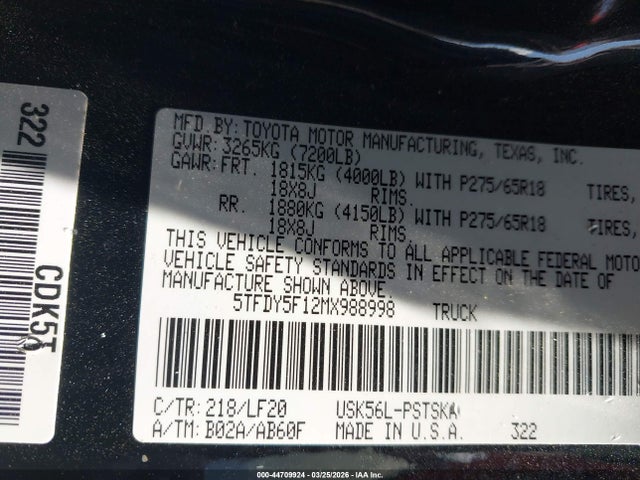 322
CDK5T
MFD.BY:TOYOTA MOTOR MANUFACTURING, TEXAS, INC.
GVWR:3265KG (7200LB)
GAWR:FRT. 1815KG (4000LB) WITH P275/65R18 TIRES,
18X8J RIMS.
RR. 1880KG (4150LB) WITH P275/65R18 TIRES,
18X8J RIMS.
THIS VEHICLE CONFORMS TO ALL APPLICABLE FEDERAL MOTO
VEHICLE SAFETY STANDARDS IN EFFECT ON THE DATE OF
MANUFACTURE SHOWN ABOVE.
5TFDY5F12MX988998 TRUCK
C/TR:218/LF20 USK56L-PSTSKA
A/TM:B02A/AB60F MADE IN U.S.A. 322
000-44709924 | 03/25/2026 | IAA Inc.